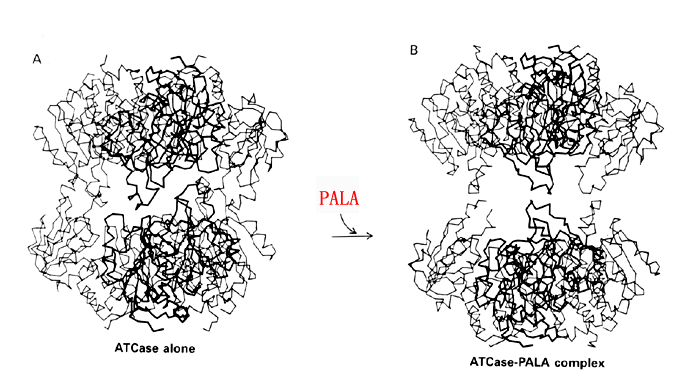 A
B
PALA
ATCase alone
ATCase-PALA complex